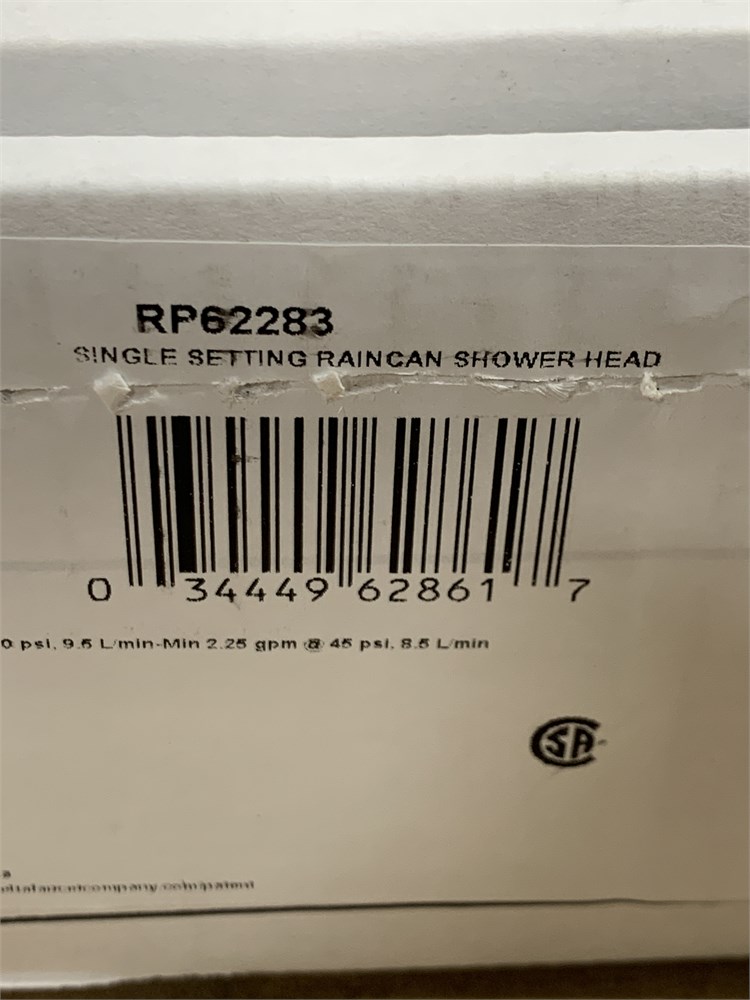 RP62283
SINGLE SETTING RAINCAN SHOWER HEAD
0 34449 62861 7
0 psi, 9.5 L/min-Min 2.25 gpm @ 45 psi, 8.5 L/min
CSA